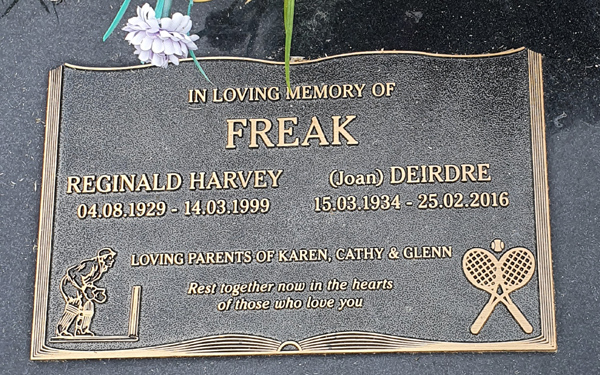 IN LOVING MEMORY OF
FREAK
REGINALD HARVEY
04.08.1929 - 14.03.1999
(Joan) DEIRDRE
15.03.1934 - 25.02.2016
LOVING PARENTS OF KAREN, CATHY & GLENN
Rest together now in the hearts
of those who love you